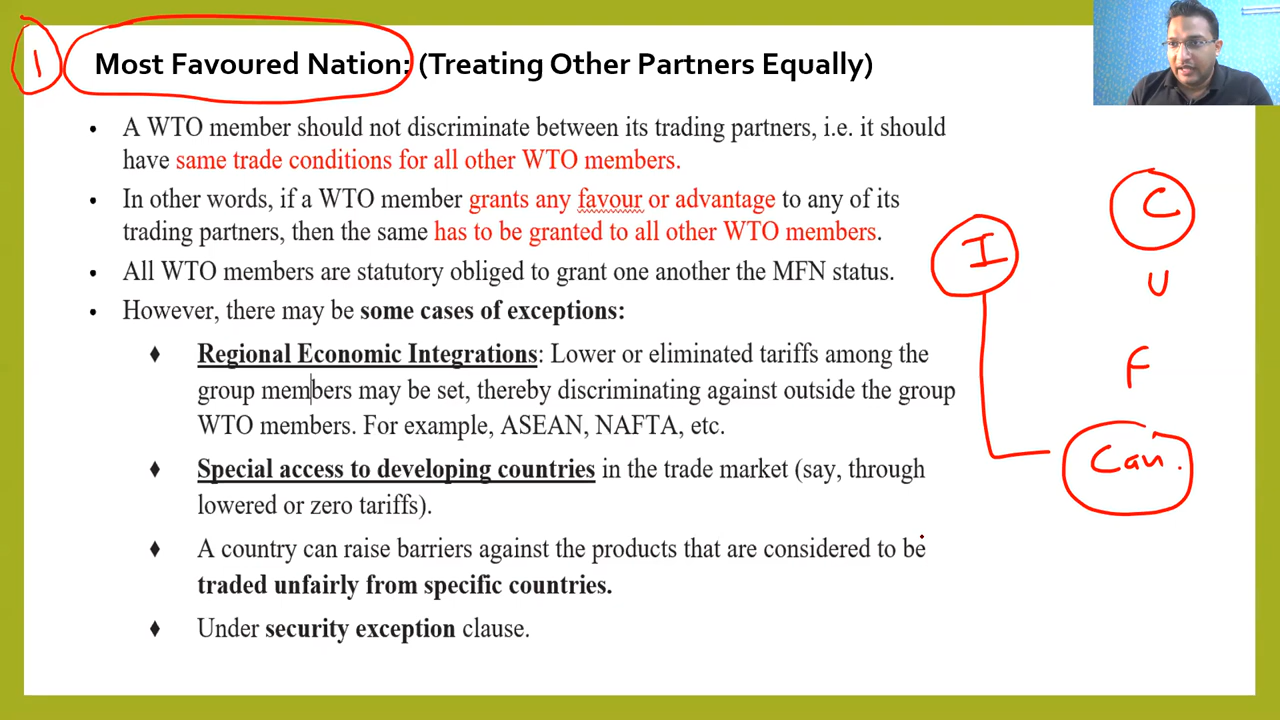 1 Most Favoured Nation: (Treating Other Partners Equally)
• A WTO member should not discriminate between its trading partners, i.e. it should
have same trade conditions for all other WTO members.
• In other words, if a WTO member grants any favour or advantage to any of its
trading partners, then the same has to be granted to all other WTO members.
• All WTO members are statutory obliged to grant one another the MFN status.
• However, there may be some cases of exceptions:
♦ Regional Economic Integrations: Lower or eliminated tariffs among the
group members may be set, thereby discriminating against outside the group
WTO members. For example, ASEAN, NAFTA, etc.
♦ Special access to developing countries in the trade market (say, through
lowered or zero tariffs).
♦ A country can raise barriers against the products that are considered to be
traded unfairly from specific countries.
♦ Under security exception clause.
I
C
U
F
Can.